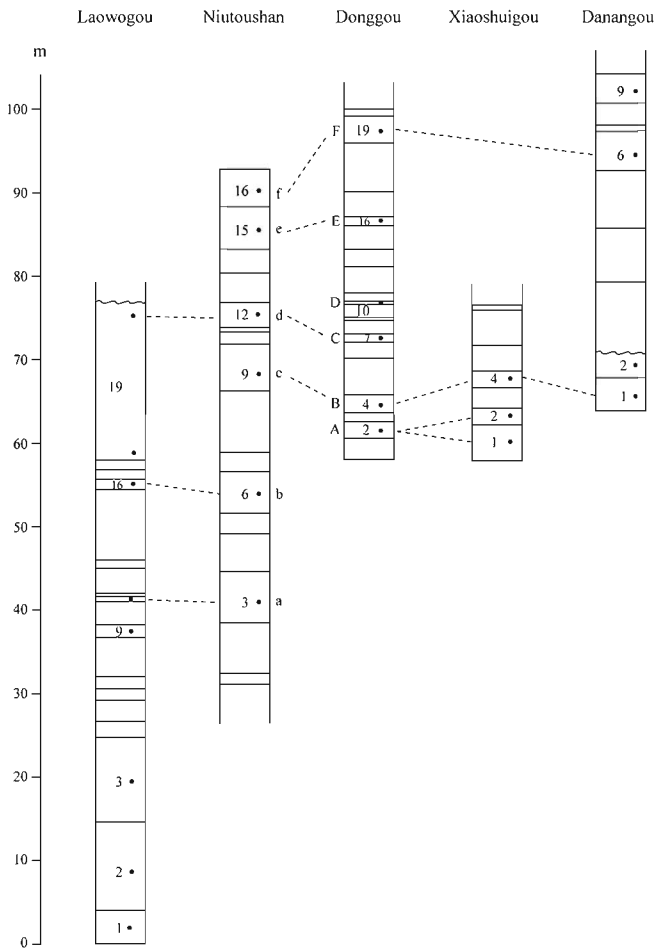 Laowogou Niutoushan Donggou Xiaoshuigou Danangou
m
9
100
F 19
6
90 16 f
E 16
15 e
80
D
12 d 10
C 7
70
2
9 c 4
19 B 4 1
A 2 2
60 1
16
6 b
50
40 3 a
9
30
20 3
10
2
1
0